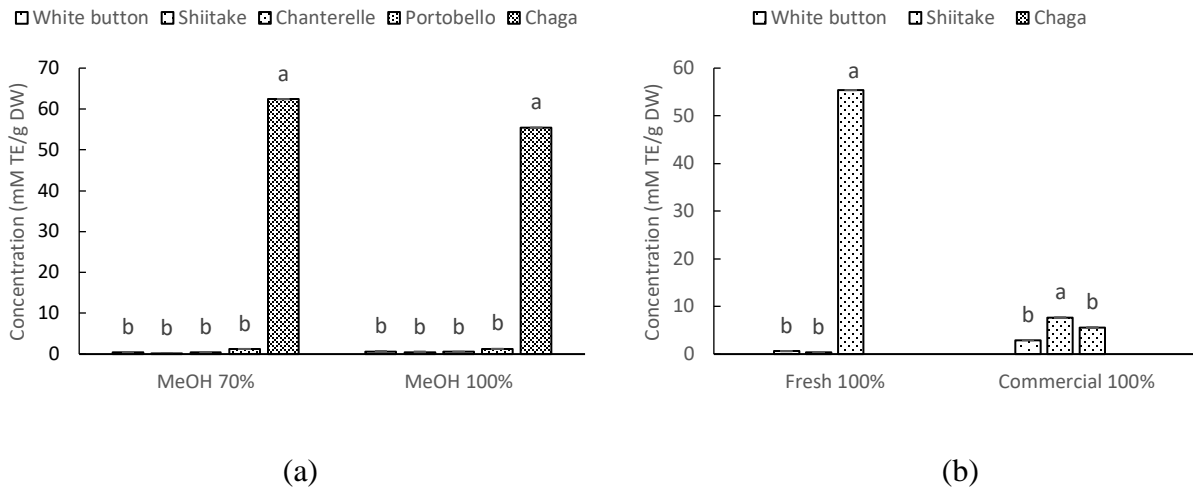 White button Shiitake Chanterelle Portobello Chaga
Concentration (mM TE/g DW)
70
60
50
40
30
20
10
0
a
a
b b b b
b b b b
MeOH 70% MeOH 100%
(a)
White button Shiitake Chaga
Concentration (mM TE/g DW)
60
50
40
30
20
10
0
a
b b
b a b
Fresh 100% Commercial 100%
(b)